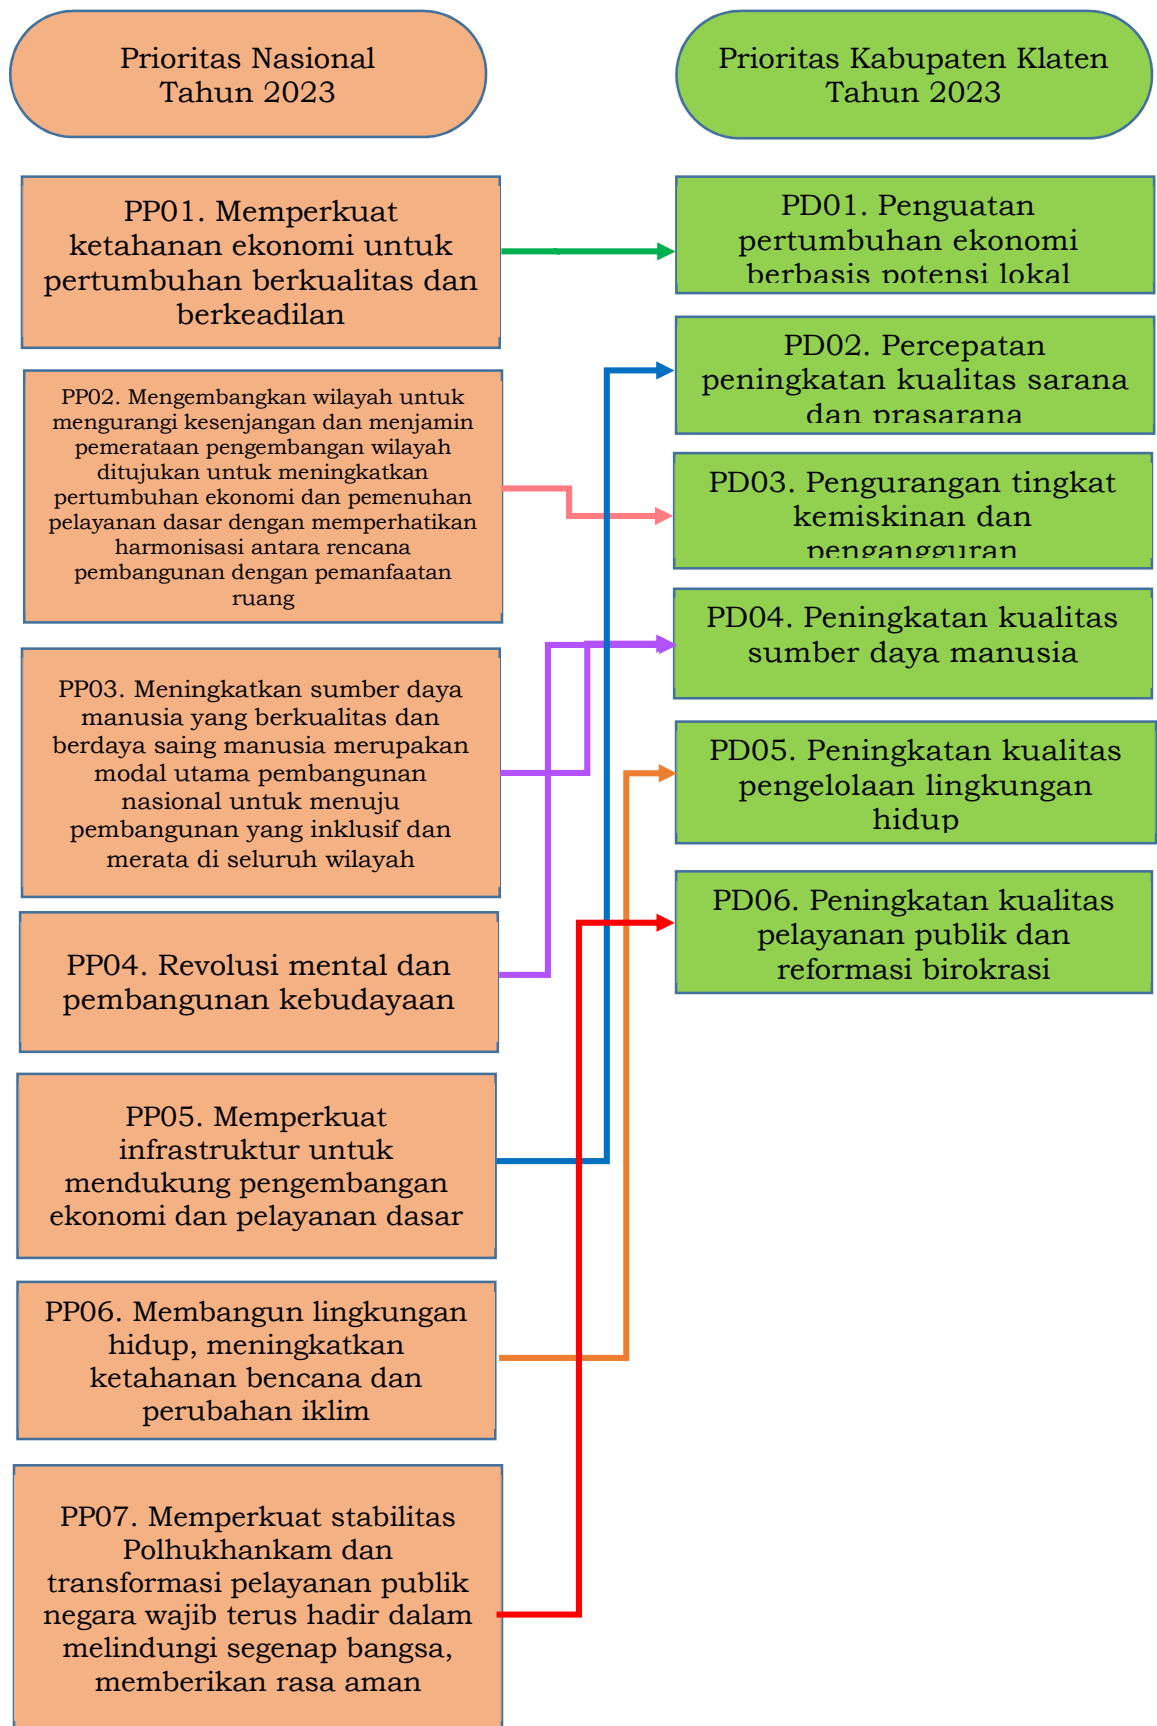 Prioritas Nasional
Tahun 2023
Prioritas Kabupaten Klaten
Tahun 2023
PP01. Memperkuat
ketahanan ekonomi untuk
pertumbuhan berkualitas dan
berkeadilan
PP02. Mengembangkan wilayah untuk
mengurangi kesenjangan dan menjamin
pemerataan pengembangan wilayah
ditujukan untuk meningkatkan
pertumbuhan ekonomi dan pemenuhan
pelayanan dasar dengan memperhatikan
harmonisasi antara rencana
pembangunan dengan pemanfaatan
ruang
PP03. Meningkatkan sumber daya
manusia yang berkualitas dan
berdaya saing manusia merupakan
modal utama pembangunan
nasional untuk menuju
pembangunan yang inklusif dan
merata di seluruh wilayah
PP04. Revolusi mental dan
pembangunan kebudayaan
PP05. Memperkuat
infrastruktur untuk
mendukung pengembangan
ekonomi dan pelayanan dasar
PP06. Membangun lingkungan
hidup, meningkatkan
ketahanan bencana dan
perubahan iklim
PP07. Memperkuat stabilitas
Polhukhankam dan
transformasi pelayanan publik
negara wajib terus hadir dalam
melindungi segenap bangsa,
memberikan rasa aman
PD01. Penguatan
pertumbuhan ekonomi
berbasis potensi lokal
PD02. Percepatan
peningkatan kualitas sarana
dan prasarana
PD03. Pengurangan tingkat
kemiskinan dan
pengangguran
PD04. Peningkatan kualitas
sumber daya manusia
PD05. Peningkatan kualitas
pengelolaan lingkungan
hidup
PD06. Peningkatan kualitas
pelayanan publik dan
reformasi birokrasi